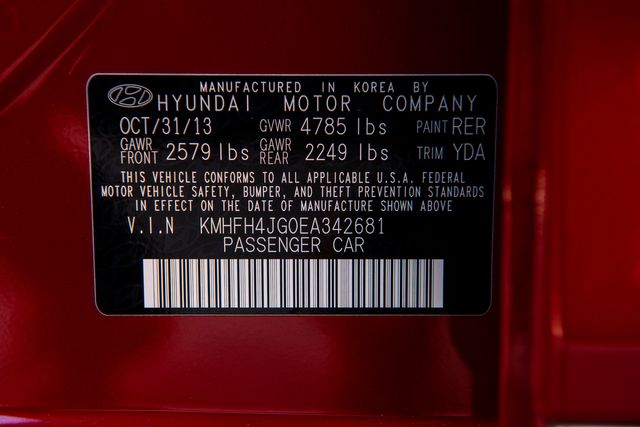 MANUFACTURED IN KOREA BY
HYUNDAI MOTOR COMPANY
OCT/31/13 GVWR 4785 lbs PAINT RER
GAWR FRONT 2579 lbs GAWR REAR 2249 lbs TRIM YDA
THIS VEHICLE CONFORMS TO ALL APPLICABLE U.S.A. FEDERAL
MOTOR VEHICLE SAFETY, BUMPER, AND THEFT PREVENTION STANDARDS
IN EFFECT ON THE DATE OF MANUFACTURE SHOWN ABOVE
V.I.N KMHFH4JG0EA342681
PASSENGER CAR